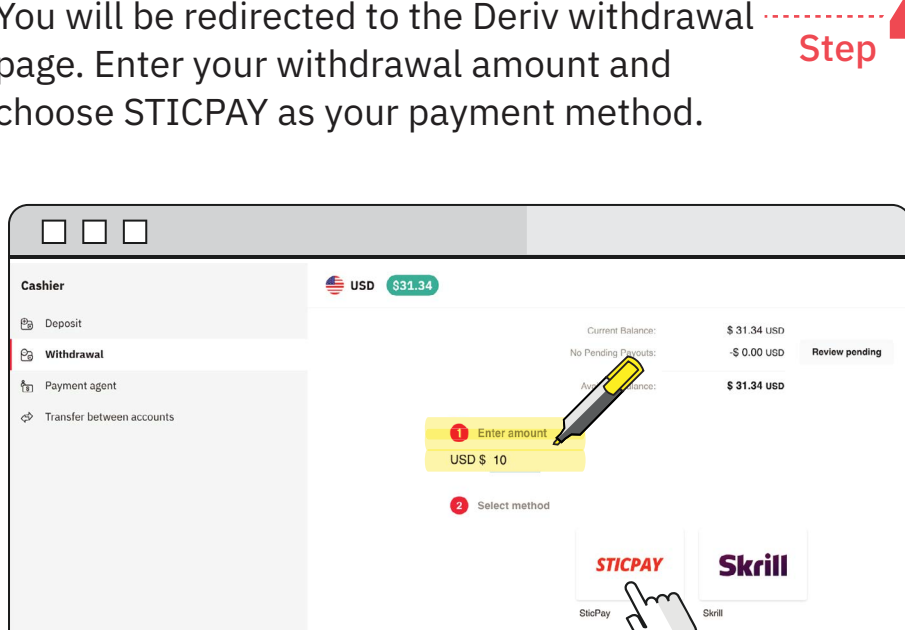 You will be redirected to the Deriv withdrawal
page. Enter your withdrawal amount and
choose STICPAY as your payment method.
Step
Cashier
USD $31.34
Deposit
Withdrawal
Payment agent
Transfer between accounts
Current Balance: $ 31.34 USD
No Pending Payouts: -$ 0.00 USD Review pending
$ 31.34 USD
1 Enter amount
USD $ 10
2 Select method
STICPAY Skrill
SticPay Skrill